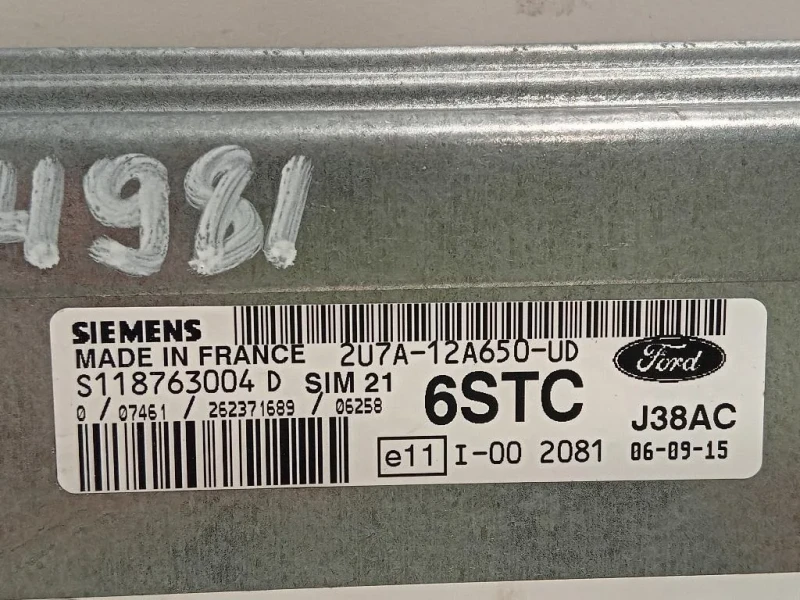 4981
SIEMENS
MADE IN FRANCE 2U7A-12A650-UD
Ford
S118763004 D SIM 21
6STC
J38AC
0 / 07461 / 262371689 / 06258
e11 I-00 2081 06-09-15